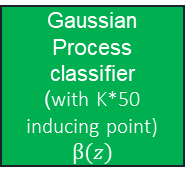 Gaussian
Process
classifier
(with K*50
inducing point)
β(𝑧)